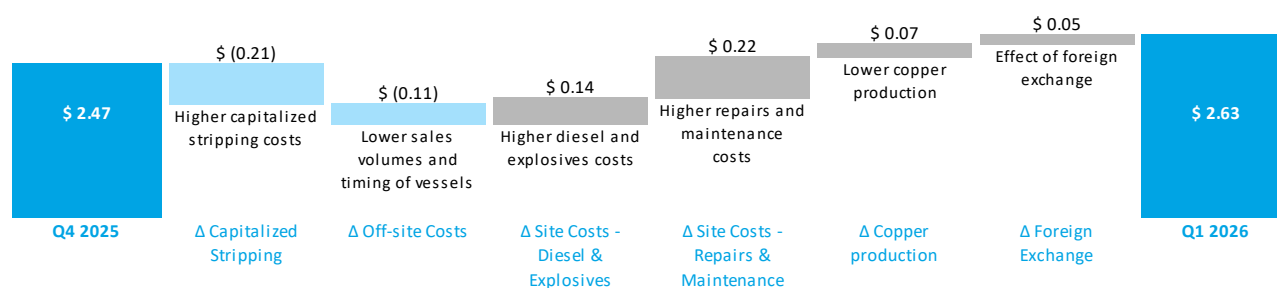 $ 2.47
$ (0.21)
Higher capitalized
stripping costs
$ (0.11)
Lower sales
volumes and
timing of vessels
$ 0.14
Higher diesel and
explosives costs
$ 0.22
Higher repairs and
maintenance
costs
$ 0.07
Lower copper
production
$ 0.05
Effect of foreign
exchange
$ 2.63
Q4 2025
Δ Capitalized
Stripping
Δ Off-site Costs
Δ Site Costs -
Diesel &
Explosives
Δ Site Costs -
Repairs &
Maintenance
Δ Copper
production
Δ Foreign
Exchange
Q1 2026